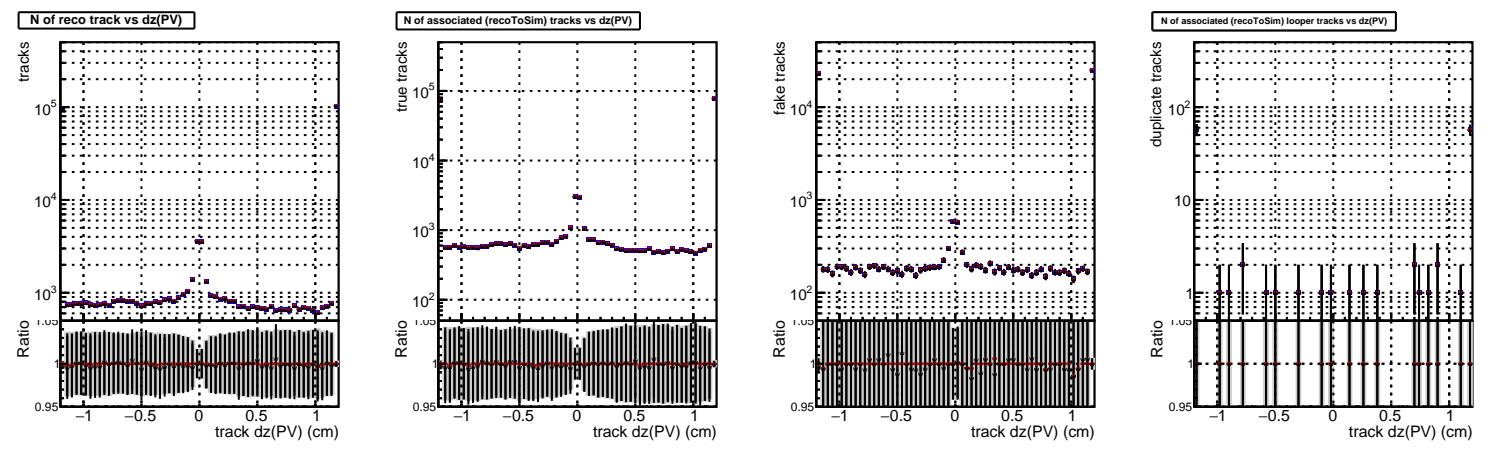 N of reco track vs dz(PV)
tracks
10^5
10^4
10^3
1.05
Ratio
1
0.95
−1 −0.5 0 0.5 1
track dz(PV) (cm)
N of associated (recoToSim) tracks vs dz(PV)
true tracks
10^5
10^4
10^3
10^2
1.05
Ratio
1
0.95
−1 −0.5 0 0.5 1
track dz(PV) (cm)
fake tracks
10^4
10^3
10^2
1.05
Ratio
1
0.95
−1 −0.5 0 0.5 1
track dz(PV) (cm)
N of associated (recoToSim) looper tracks vs dz(PV)
duplicate tracks
10^2
10
1
1.05
Ratio
1
0.95
−1 −0.5 0 0.5 1
track dz(PV) (cm)